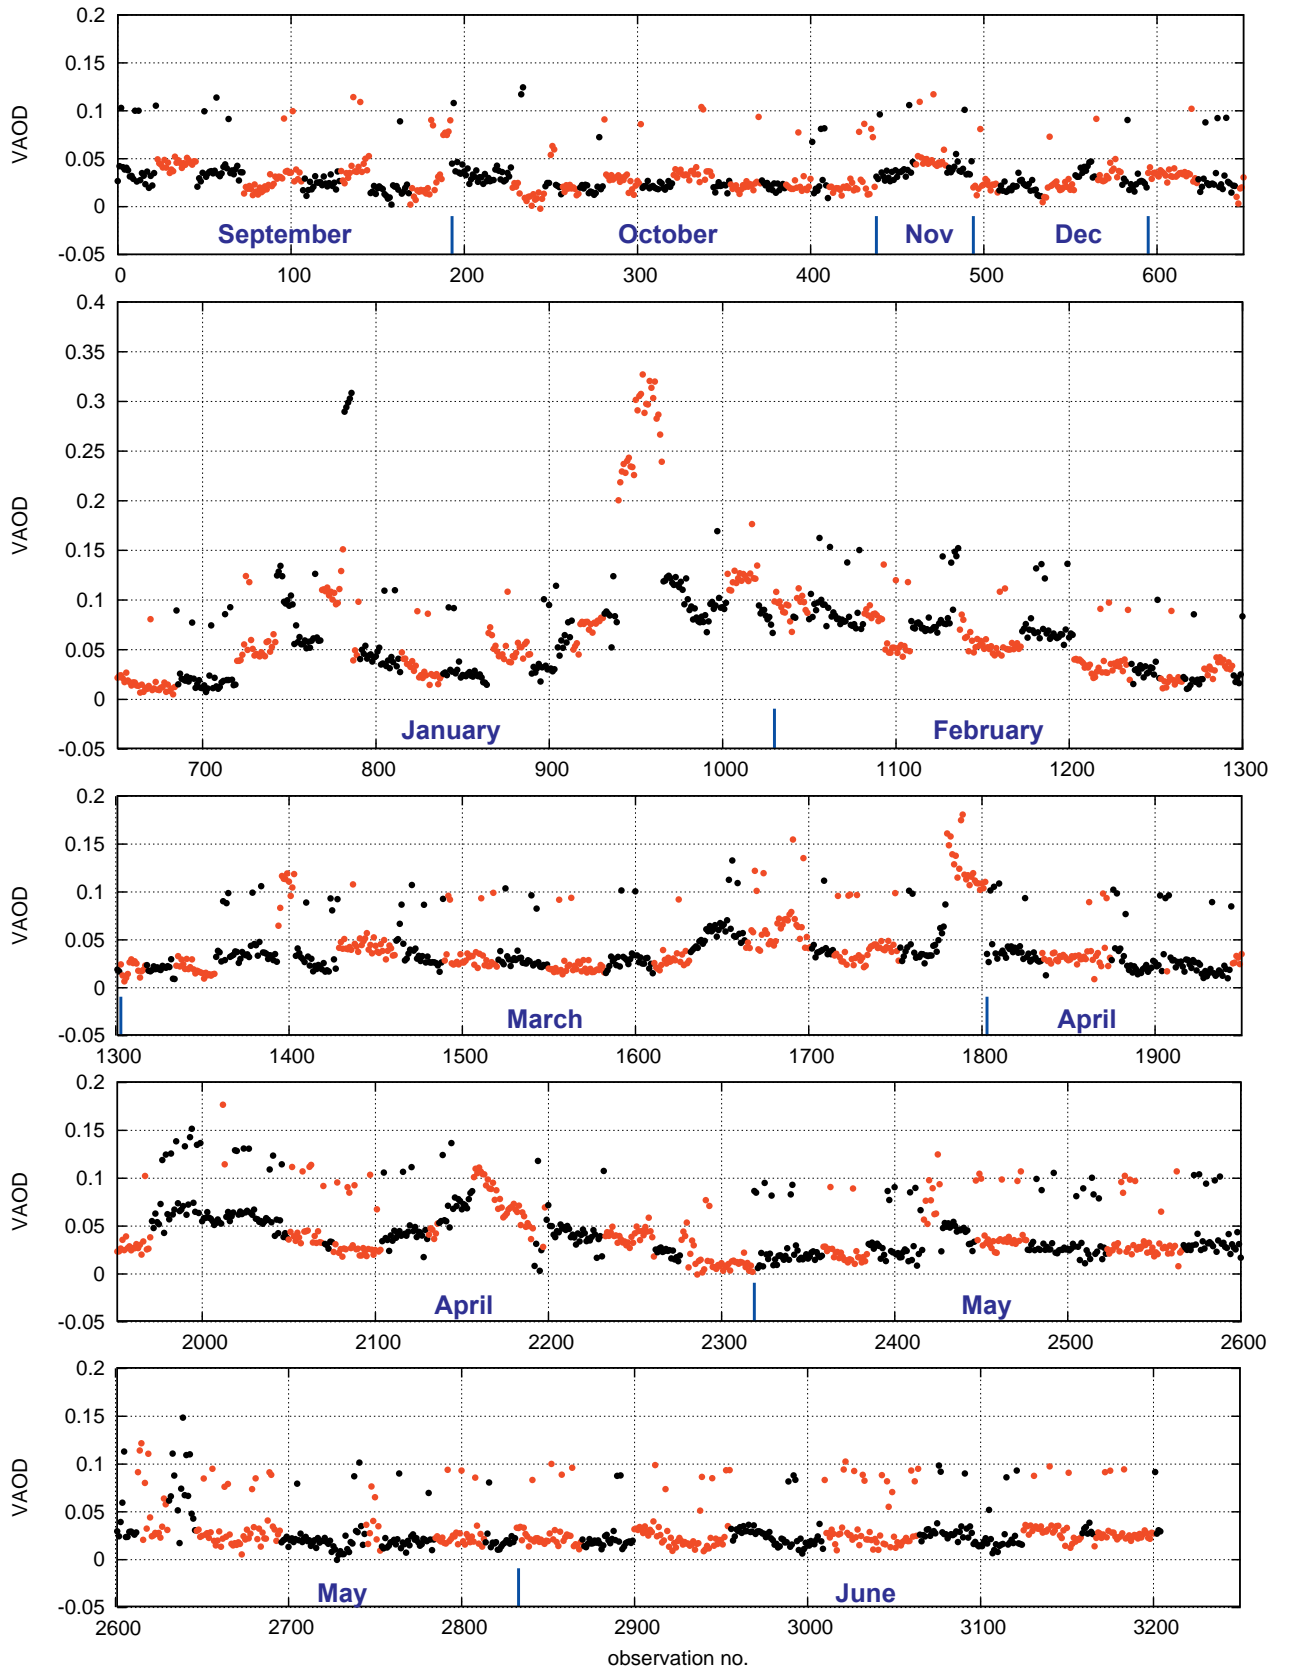 0.2
0.15
0.1
0.05
0
-0.05
VAOD
September October Nov Dec
0 100 200 300 400 500 600
0.4
0.35
0.3
0.25
0.2
0.15
0.1
0.05
0
-0.05
VAOD
January February
700 800 900 1000 1100 1200 1300
0.2
0.15
0.1
0.05
0
-0.05
VAOD
March April
1300 1400 1500 1600 1700 1800 1900
0.2
0.15
0.1
0.05
0
-0.05
VAOD
April May
2000 2100 2200 2300 2400 2500 2600
0.2
0.15
0.1
0.05
0
-0.05
VAOD
May June
2600 2700 2800 2900 3000 3100 3200
observation no.